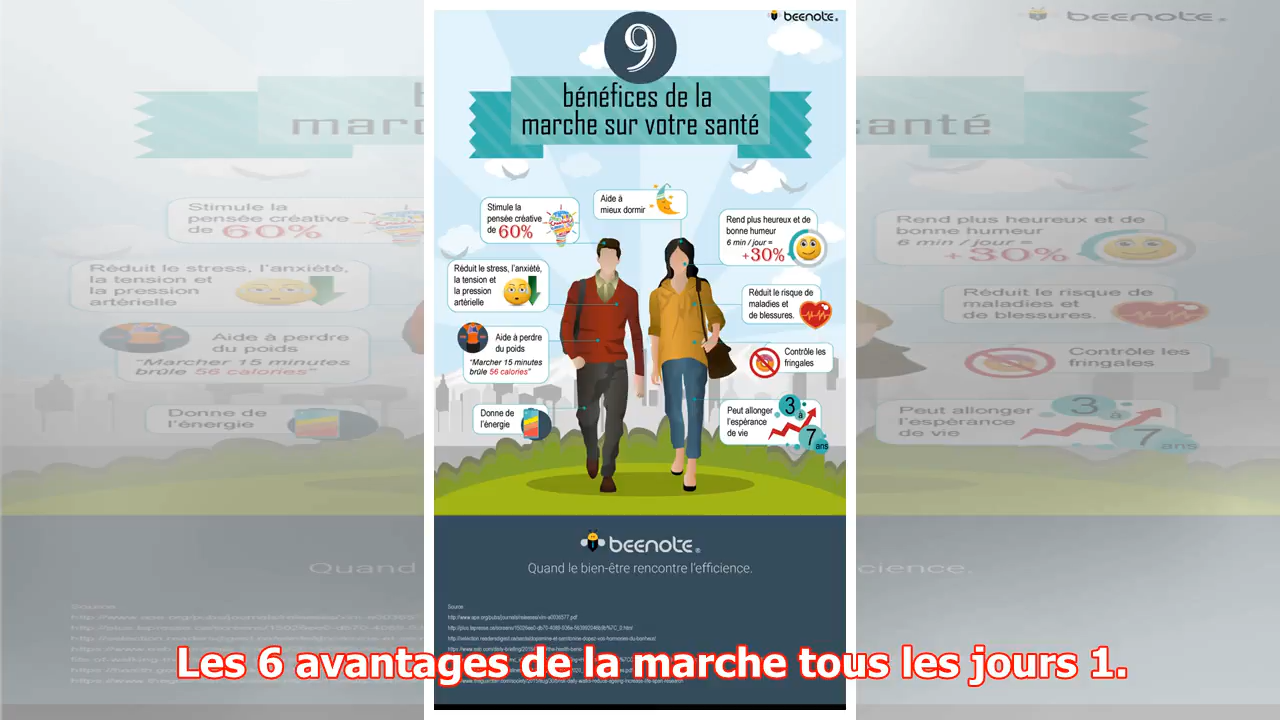 beenote
9
bénéfices de la
marche sur votre santé
Stimule la
pensée créative
de 60%
Aide à
mieux dormir
Rend plus heureux et de
bonne humeur
6 min / jour =
+30%
Réduit le stress, l'anxiété,
la tension et
la pression
artérielle
Réduit le risque de
maladies et
de blessures.
Aide à perdre
du poids
"Marcher 15 minutes
brûle 56 calories"
Contrôle les
fringales
Donne de
l'énergie
Peut allonger
l'espérance
de vie
3
à
7
ans
beenote
Quand le bien-être rencontre l'efficience.
Source
Les 6 avantages de la marche tous les jours 1.